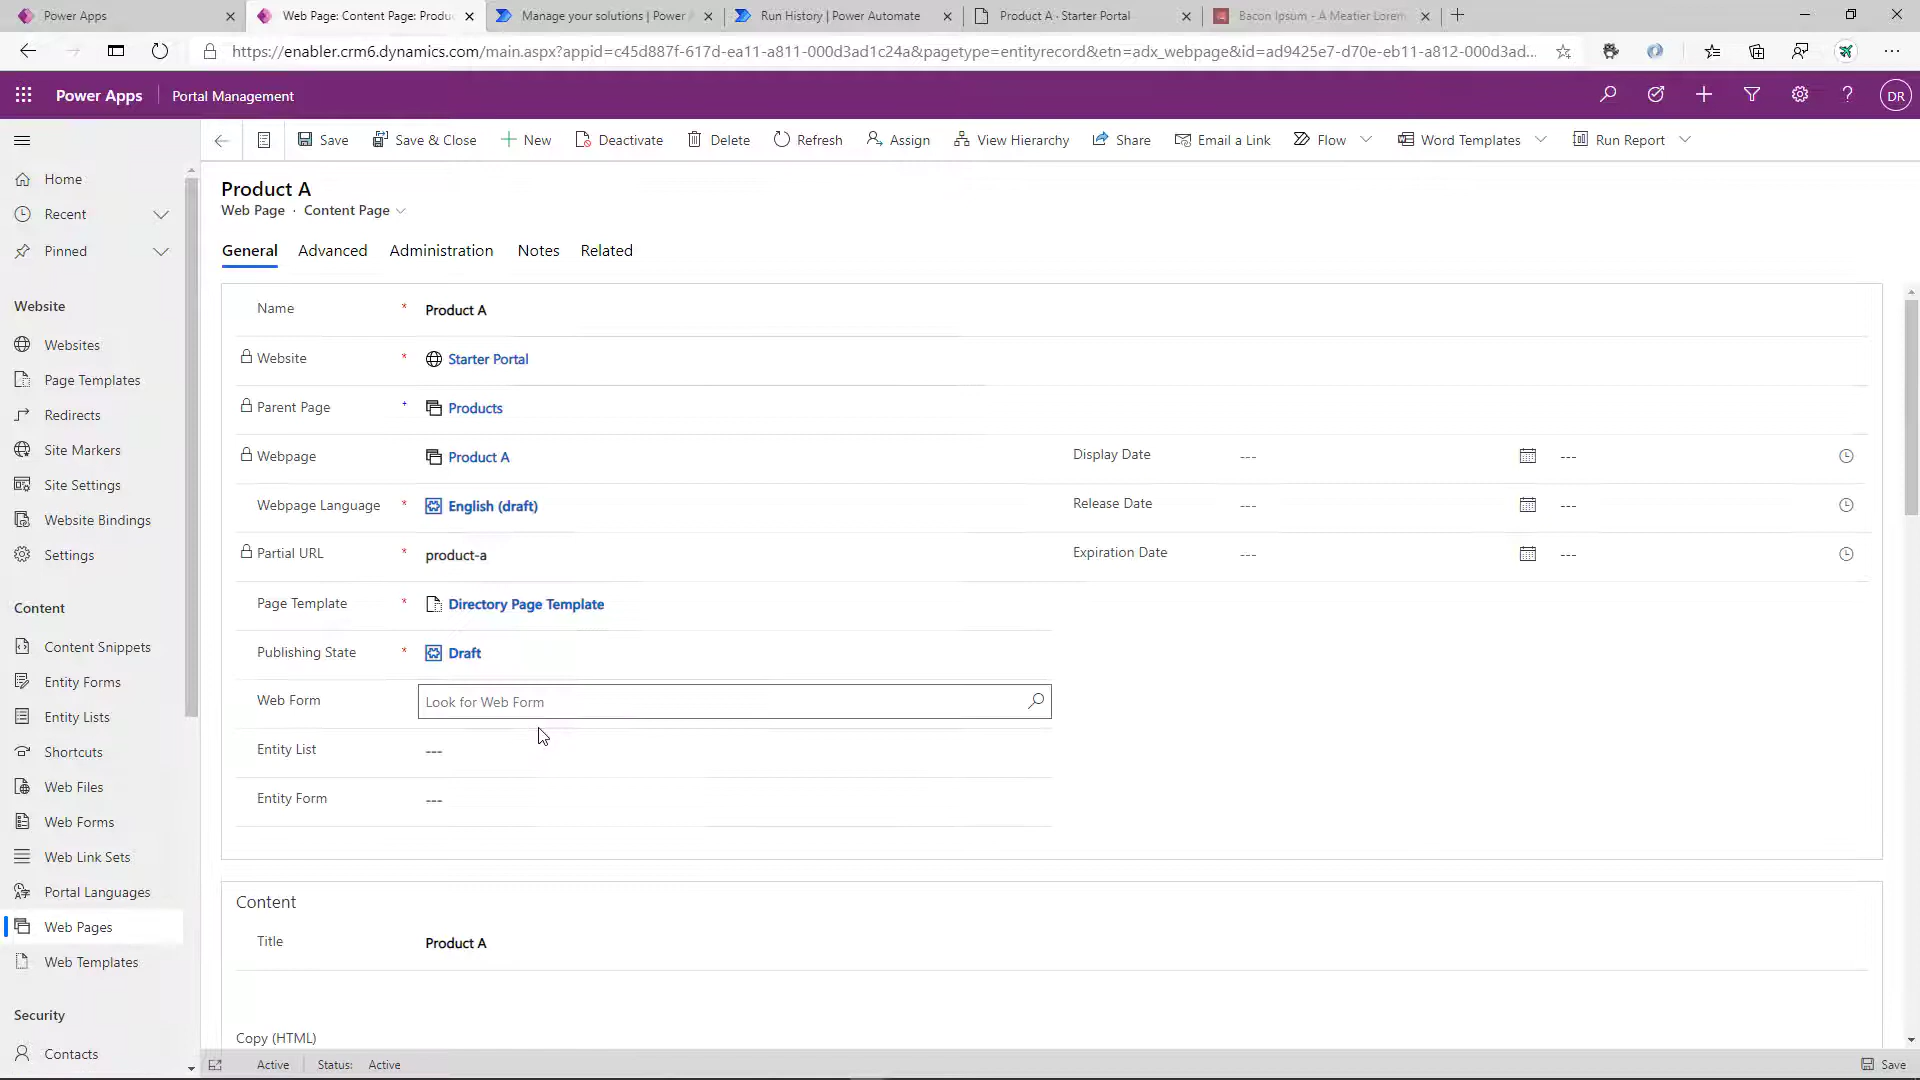 Power Apps
Web Page: Content Page: Produ
Manage your solutions | Power A
Run History | Power Automate
Product A · Starter Portal
Bacon Ipsum - A Meatier Lorem
https://enabler.crm6.dynamics.com/main.aspx?appid=c45d887f-617d-ea11-a811-000d3ad1c24a&pagetype=entityrecord&etn=adx_webpage&id=ad9425e7-d70e-eb11-a812-000d3ad...
Power Apps
Portal Management
DR
Save
Save & Close
New
Deactivate
Delete
Refresh
Assign
View Hierarchy
Share
Email a Link
Flow
Word Templates
Run Report
Home
Recent
Pinned
Website
Websites
Page Templates
Redirects
Site Markers
Site Settings
Website Bindings
Settings
Content
Content Snippets
Entity Forms
Entity Lists
Shortcuts
Web Files
Web Forms
Web Link Sets
Portal Languages
Web Pages
Web Templates
Security
Contacts
Product A
Web Page · Content Page
General
Advanced
Administration
Notes
Related
Name * Product A
Website * Starter Portal
Parent Page + Products
Webpage Product A
Display Date --- ---
Webpage Language * English (draft)
Release Date --- ---
Partial URL * product-a
Expiration Date --- ---
Page Template * Directory Page Template
Publishing State * Draft
Web Form Look for Web Form
Entity List ---
Entity Form ---
Content
Title Product A
Copy (HTML)
Active
Status: Active
Save